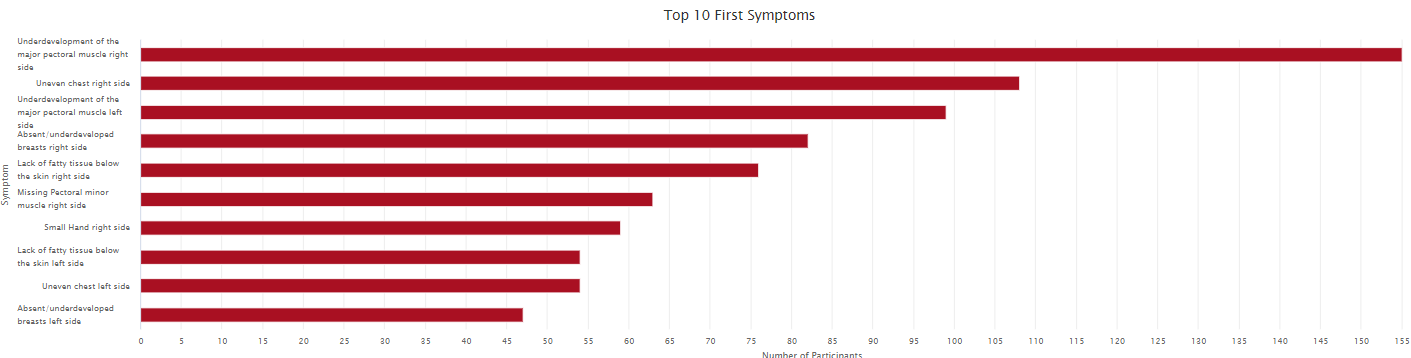 Top 10 First Symptoms
Underdevelopment of the
major pectoral muscle right
side
Uneven chest right side
Underdevelopment of the
major pectoral muscle left
side
Absent/underdeveloped
breasts right side
Lack of fatty tissue below
the skin right side
Missing Pectoral minor
muscle right side
Small Hand right side
Lack of fatty tissue below
the skin left side
Uneven chest left side
Absent/underdeveloped
breasts left side
Symptom
0 5 10 15 20 25 30 35 40 45 50 55 60 65 70 75 80 85 90 95 100 105 110 115 120 125 130 135 140 145 150 155
Number of Participants